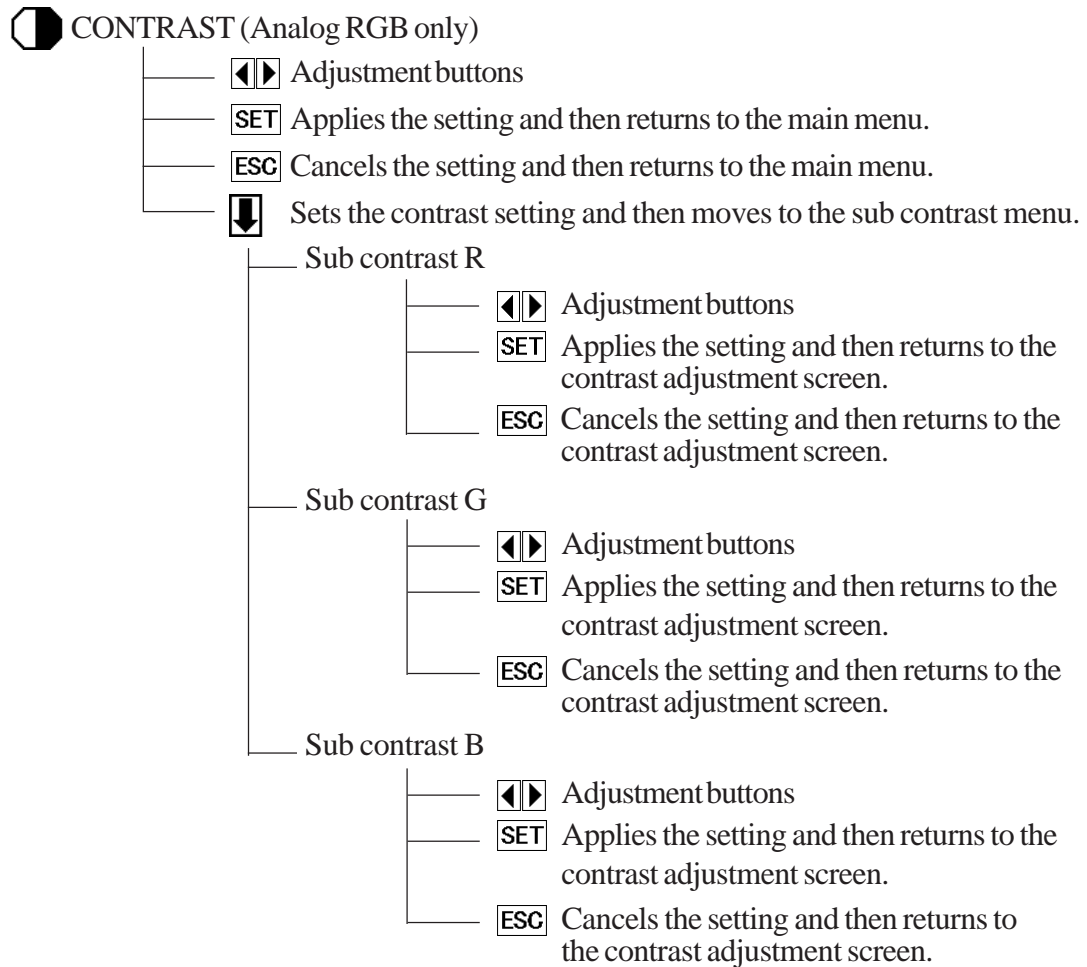 CONTRAST (Analog RGB only)
Adjustment buttons
SET Applies the setting and then returns to the main menu.
ESC Cancels the setting and then returns to the main menu.
Sets the contrast setting and then moves to the sub contrast menu.
Sub contrast R
Adjustment buttons
SET Applies the setting and then returns to the
contrast adjustment screen.
ESC Cancels the setting and then returns to the
contrast adjustment screen.
Sub contrast G
Adjustment buttons
SET Applies the setting and then returns to the
contrast adjustment screen.
ESC Cancels the setting and then returns to the
contrast adjustment screen.
Sub contrast B
Adjustment buttons
SET Applies the setting and then returns to the
contrast adjustment screen.
ESC Cancels the setting and then returns to
the contrast adjustment screen.